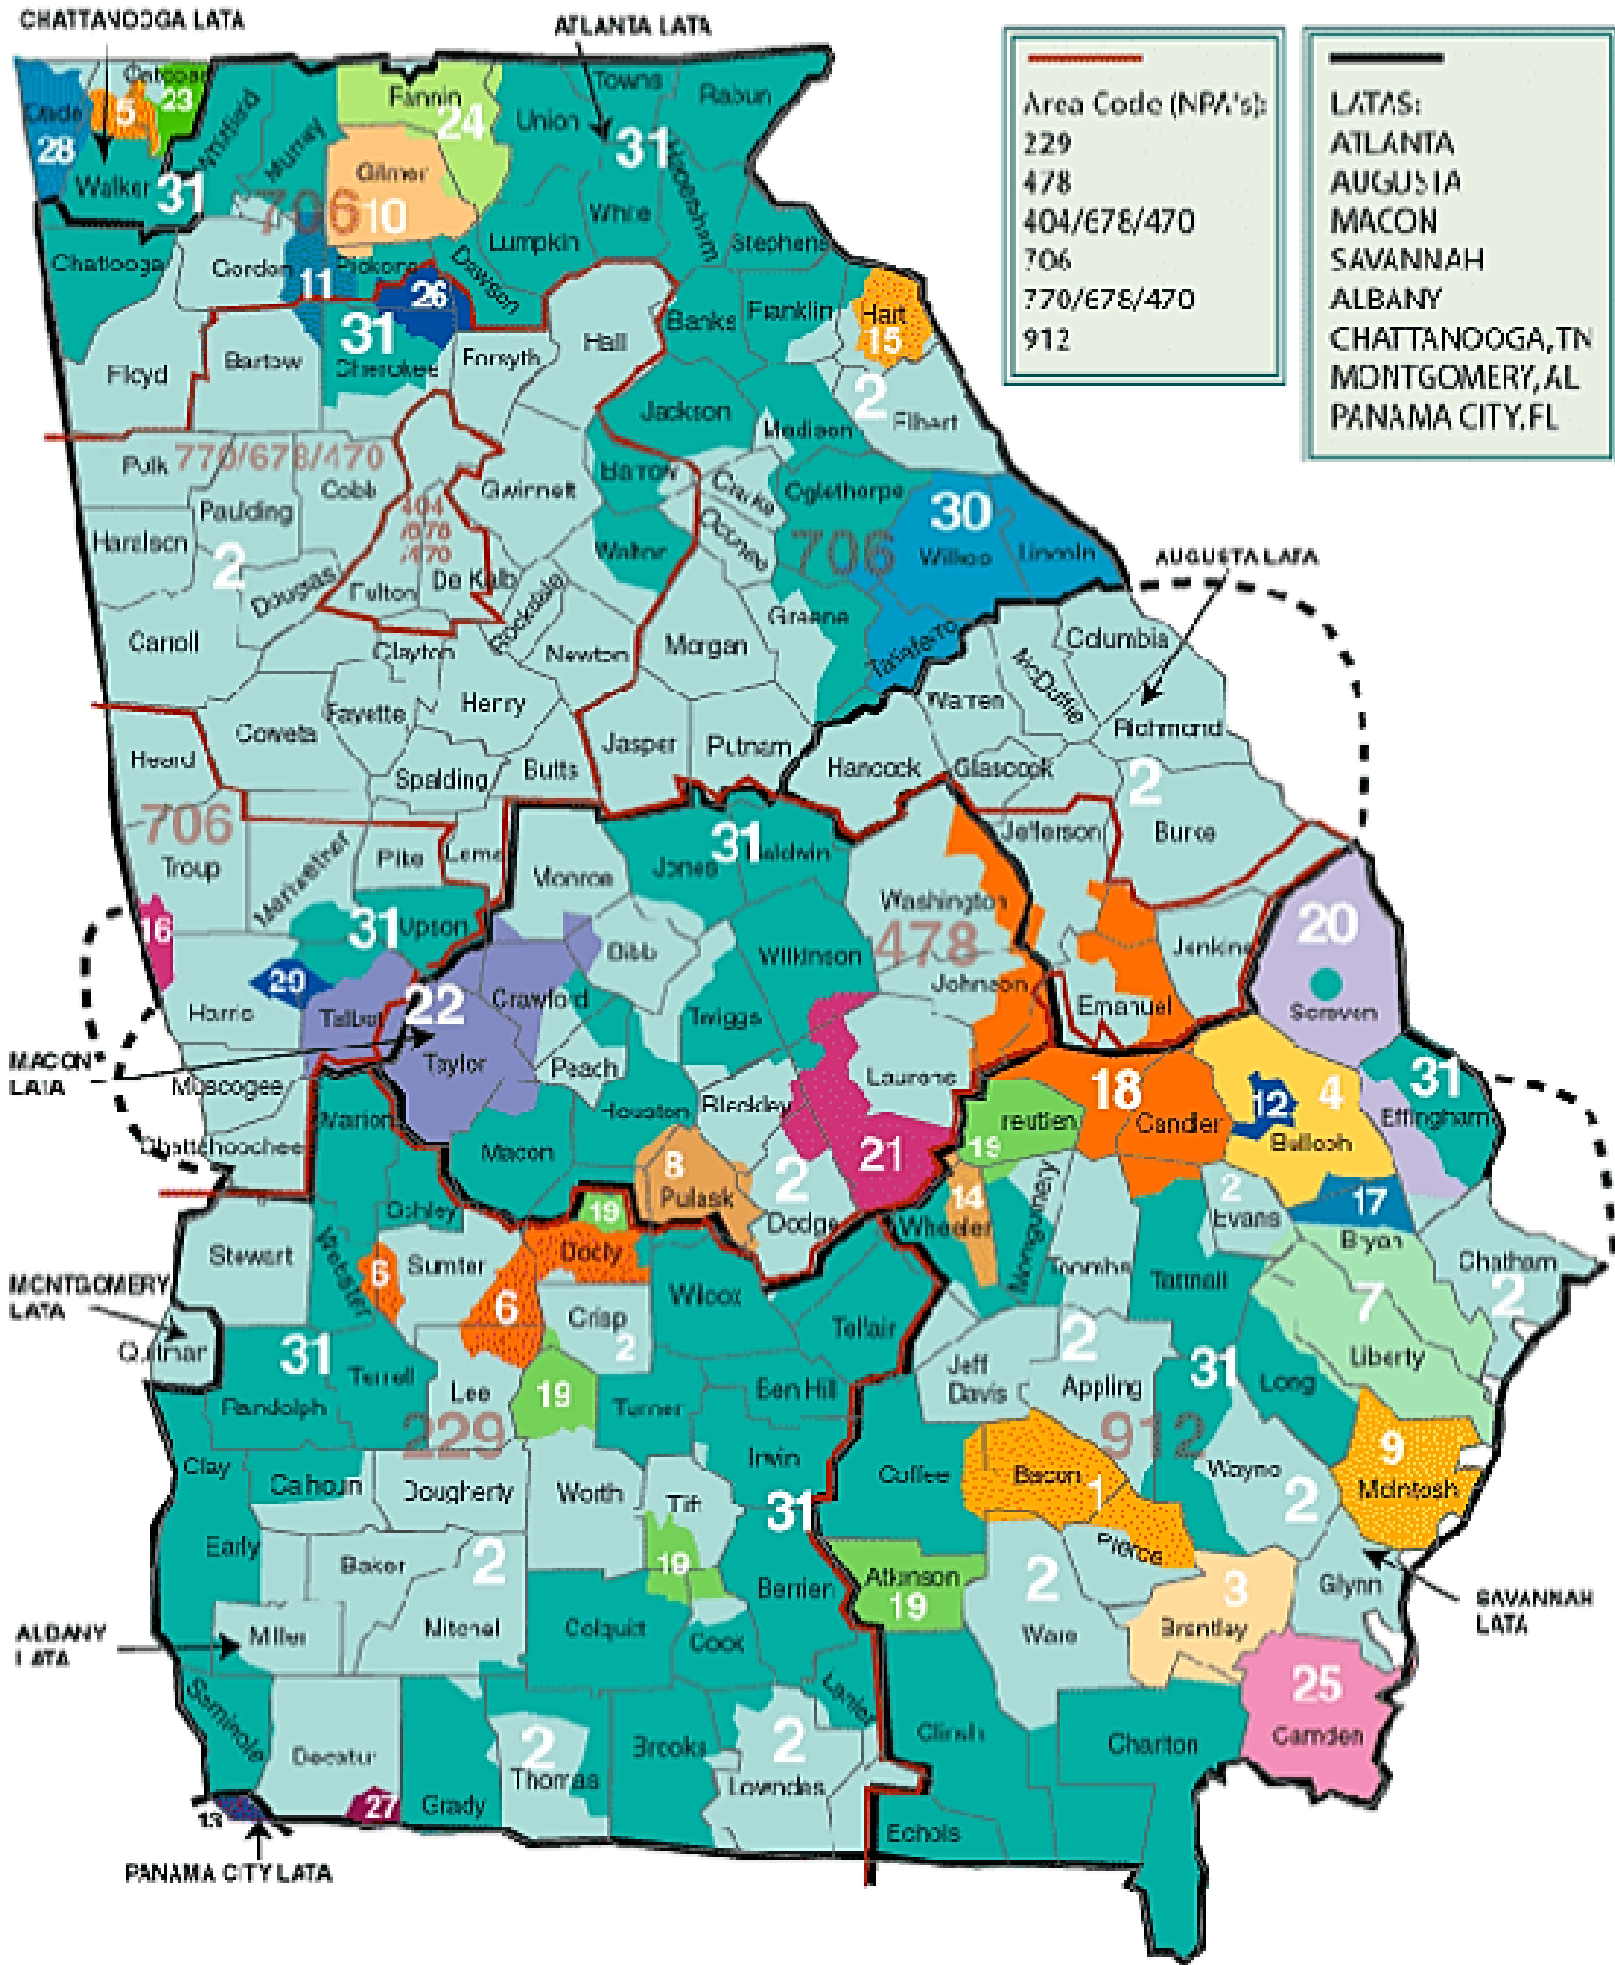 CHATTANOOGA LATA
ATLANTA LATA
Area Code (NPA's):
229
478
404/678/470
706
770/678/470
912
LATAS:
ATLANTA
AUGUSTA
MACON
SAVANNAH
ALBANY
CHATTANOOGA,TN
MONTGOMERY,AL
PANAMA CITY,FL
Dade
28
5
23
Walker
31
Whitfield
Murray
Fannin
24
Gilmer
10
706
Union
Towns
Rabun
31
Habersham
White
Lumpkin
Stephens
Chattooga
Gordon
11
Pickens
26
Dawson
31
Cherokee
Forsyth
Hall
Banks
Franklin
Hart
15
2
Elbert
Floyd
Bartow
Jackson
Madison
Polk
770/678/470
Cobb
Paulding
Haralson
2
404
/678
/470
Gwinnett
Barrow
Clarke
Oconee
Oglethorpe
706
30
Wilkes
Lincoln
Walton
Douglas
Fulton
De Kalb
Rockdale
Carroll
Clayton
Newton
Morgan
Greene
Taliaferro
AUGUSTA LATA
Columbia
McDuffie
Warren
Richmond
Coweta
Fayette
Henry
Heard
Spalding
Butts
Jasper
Putnam
Hancock
Glascock
2
706
Troup
Meriwether
Pike
Monroe
Jones
31
Baldwin
Washington
Jefferson
Burke
16
31
Upson
Bibb
Wilkinson
478
Jenkins
20
Screven
29
Harris
Talbot
22
Crawford
Twiggs
Johnson
Emanuel
MACON
LATA
Taylor
Peach
Laurens
Muscogee
Marion
Houston
Bleckley
18
Candler
12
4
Bulloch
31
Effingham
Chattahoochee
Macon
8
Pulask
2
Dodge
21
19
14
Wheeler
Montgomery
2
Evans
17
Bryan
Stewart
Webster
6
Sumter
19
Dooly
6
Wilcox
Toombs
Tattnall
Chatham
2
MONTGOMERY
LATA
Crisp
2
Telfair
7
Liberty
31
Terrell
Lee
19
Turner
Ben Hill
Jeff
Davis
2
Appling
31
Long
Randolph
229
912
Clay
Calhoun
Dougherty
Worth
Tift
Irwin
Coffee
Bacon
1
Wayne
2
9
McIntosh
31
Early
Baker
2
19
Berrien
Atkinson
19
2
Pierce
3
Glynn
SAVANNAH
LATA
ALBANY
LATA
Miller
Mitchel
Colquitt
Cook
Ware
Brantley
Seminole
Lanier
25
Camden
Decatur
2
Thomas
Brooks
2
Lowndes
Clinch
Charlton
13
27
Grady
Echols
PANAMA CITY LATA